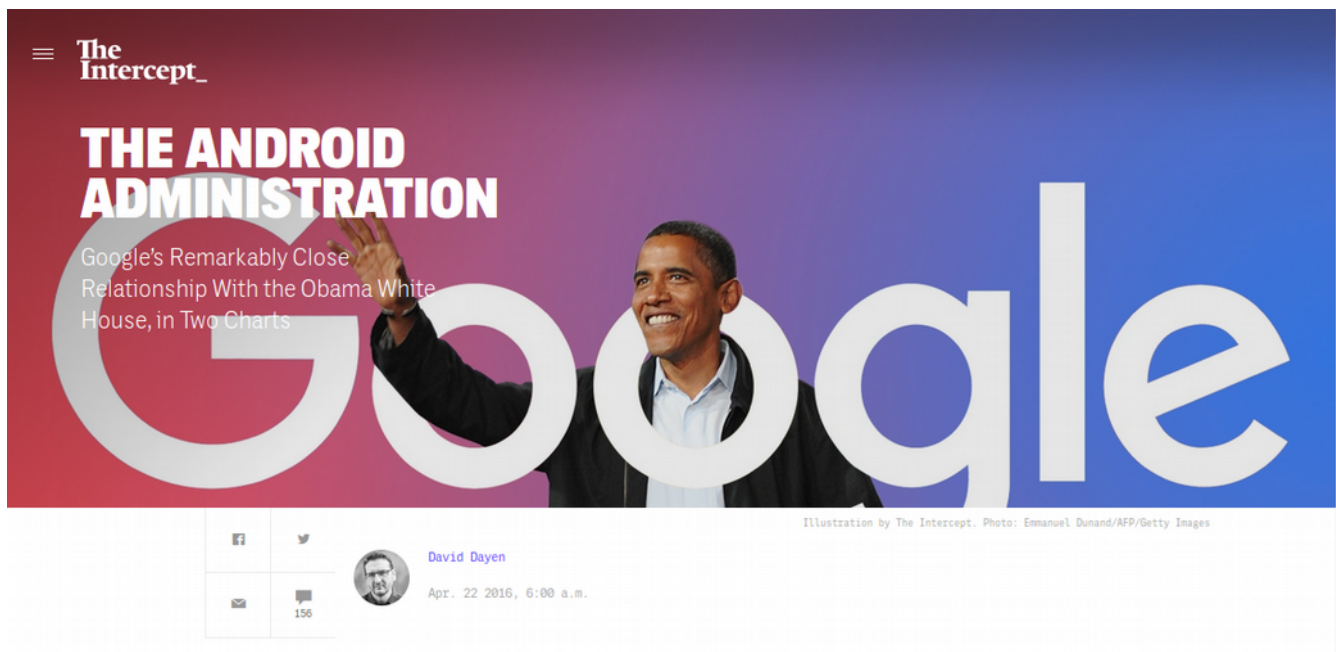 The
Intercept_
THE ANDROID
ADMINISTRATION
Google's Remarkably Close
Relationship With the Obama White
House, in Two Charts
Google
Illustration by The Intercept. Photo: Emmanuel Dunand/AFP/Getty Images
David Dayen
Apr. 22 2016, 6:00 a.m.
156